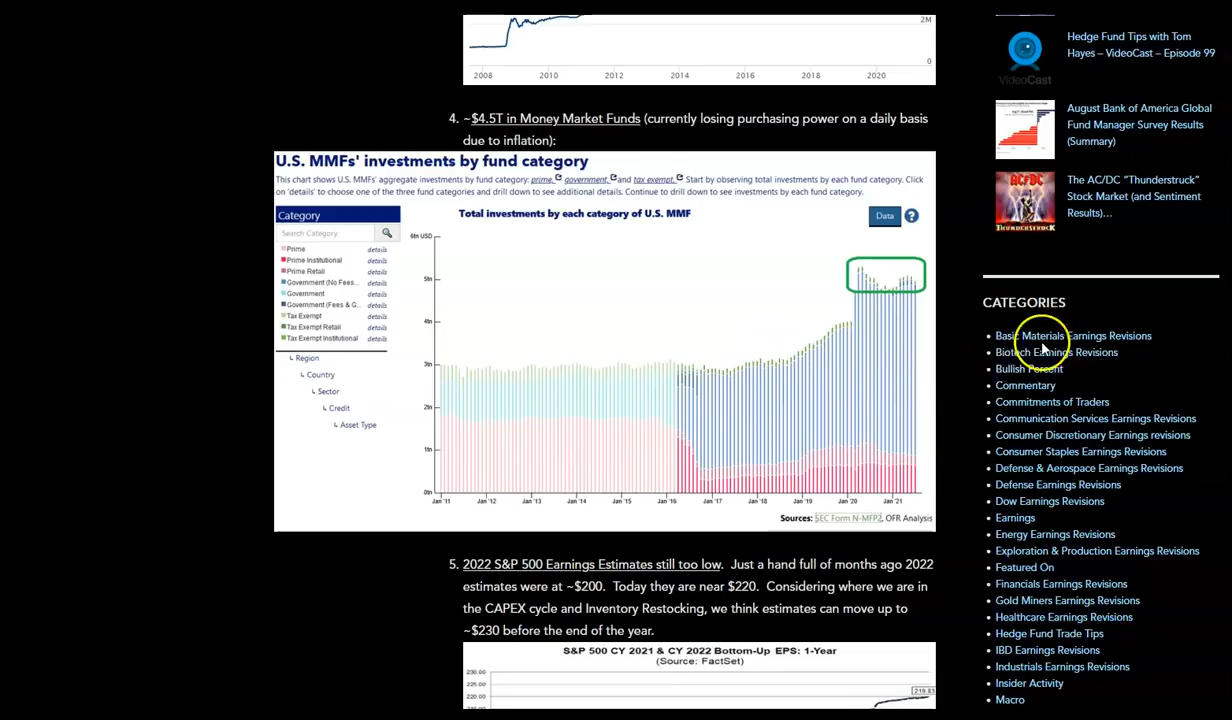 2M
0
2008
2010
2012
2014
2016
2018
2020
4. ~$4.5T in Money Market Funds (currently losing purchasing power on a daily basis
due to inflation):
U.S. MMFs' investments by fund category
This chart shows U.S. MMFs' aggregate investments by fund category: prime, government, and tax exempt. Start by observing total investments by each fund category. Click
on 'details' to choose one of the three fund categories and drill down to see additional details. Continue to drill down to see investments by each fund category.
Category
Search Category
Prime details
Prime Institutional details
Prime Retail details
Government (No Fees... details
Government details
Government (Fees & G... details
Tax Exempt details
Tax Exempt Retail details
Tax Exempt Institutional details
Region
Country
Sector
Credit
Asset Type
Total investments by each category of U.S. MMF
Data
?
6tn USD
5tn
4tn
3tn
2tn
1tn
0tn
Jan '11
Jan '12
Jan '13
Jan '14
Jan '15
Jan '16
Jan '17
Jan '18
Jan '19
Jan '20
Jan '21
Sources: SEC Form N-MFP2, OFR Analysis
5. 2022 S&P 500 Earnings Estimates still too low. Just a hand full of months ago 2022
estimates were at ~$200. Today they are near $220. Considering where we are in
the CAPEX cycle and Inventory Restocking, we think estimates can move up to
~$230 before the end of the year.
S&P 500 CY 2021 & CY 2022 Bottom-Up EPS: 1-Year
(Source: FactSet)
230.00
225.00
220.00
215.00
219.83
VideoCast
Hedge Fund Tips with Tom
Hayes – VideoCast – Episode 99
August Bank of America Global
Fund Manager Survey Results
(Summary)
AC/DC
THUNDERSTRUCK
The AC/DC “Thunderstruck”
Stock Market (and Sentiment
Results)…
CATEGORIES
Basic Materials Earnings Revisions
Biotech Earnings Revisions
Bullish Percent
Commentary
Commitments of Traders
Communication Services Earnings Revisions
Consumer Discretionary Earnings revisions
Consumer Staples Earnings Revisions
Defense & Aerospace Earnings Revisions
Defense Earnings Revisions
Dow Earnings Revisions
Earnings
Energy Earnings Revisions
Exploration & Production Earnings Revisions
Featured On
Financials Earnings Revisions
Gold Miners Earnings Revisions
Healthcare Earnings Revisions
Hedge Fund Trade Tips
IBD Earnings Revisions
Industrials Earnings Revisions
Insider Activity
Macro